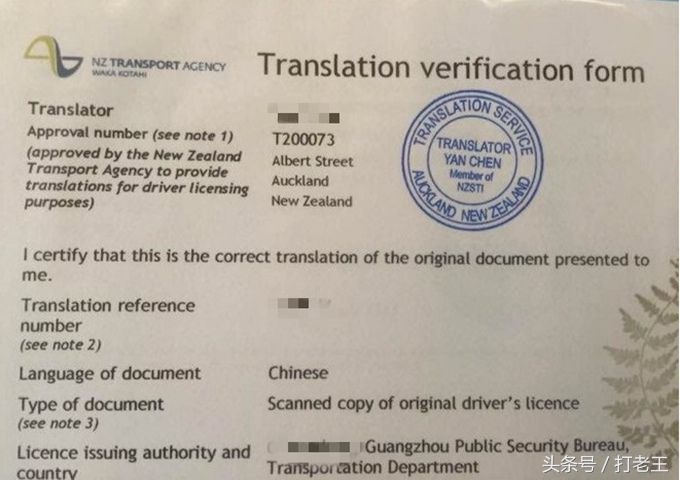 NZ TRANSPORT AGENCY
WAKA KOTAHI
Translation verification form
Translator
Approval number (see note 1)
T200073
(approved by the New Zealand
Transport Agency to provide
translations for driver licensing
purposes)
Albert Street
Auckland
New Zealand
TRANSLATION SERVICE
TRANSLATOR
YAN CHEN
Member of
NZSTI
AUCKLAND NEW ZEALAND
I certify that this is the correct translation of the original document presented to
me.
Translation reference
number
(see note 2)
Language of document Chinese
Type of document Scanned copy of original driver's licence
(see note 3)
Licence issuing authority and
country
Guangzhou Public Security Bureau,
Transportation Department
头条号 / 打老王